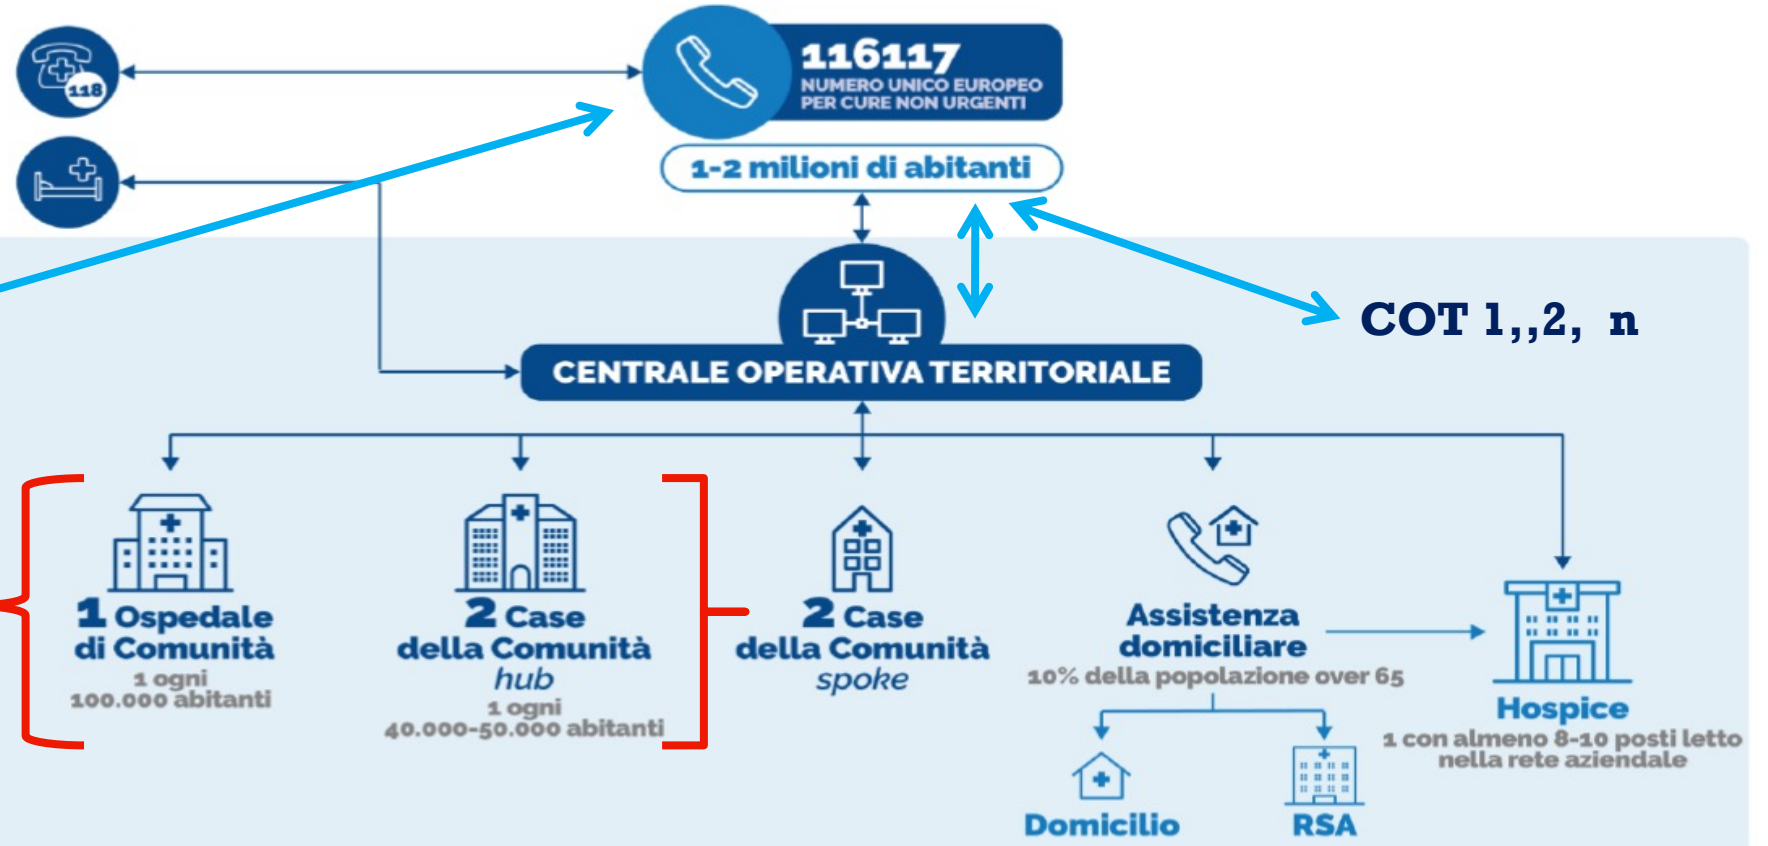 118
116117
NUMERO UNICO EUROPEO
PER CURE NON URGENTI
1-2 milioni di abitanti
COT 1,,2, n
CENTRALE OPERATIVA TERRITORIALE
1 Ospedale
di Comunità
1 ogni
100.000 abitanti
2 Case
della Comunità
hub
1 ogni
40.000-50.000 abitanti
2 Case
della Comunità
spoke
Assistenza
domiciliare
10% della popolazione over 65
Hospice
1 con almeno 8-10 posti letto
nella rete aziendale
Domicilio
RSA